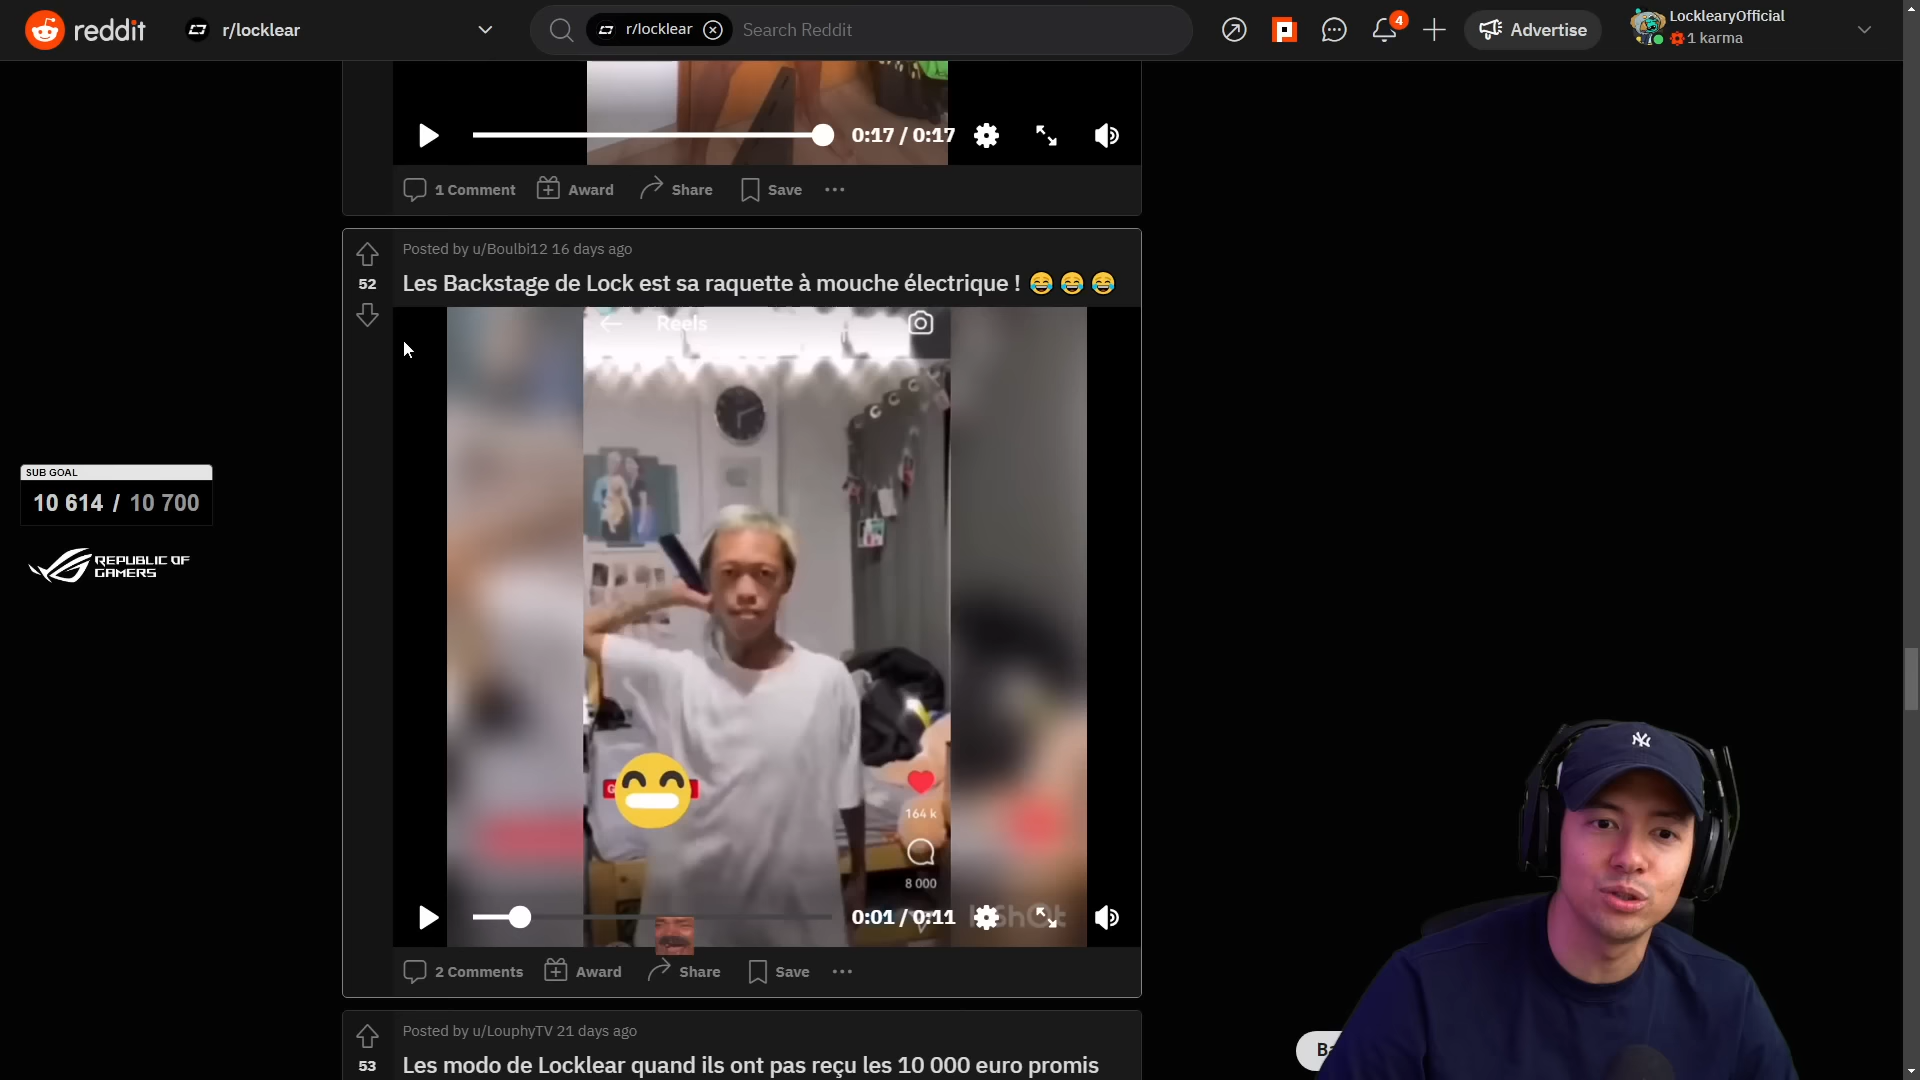 reddit
r/locklear
r/locklear
Search Reddit
4
Advertise
LocklearyOfficial
1 karma
0:17 / 0:17
1 Comment
Award
Share
Save
Posted by u/Boulbi12 16 days ago
52
Les Backstage de Lock est sa raquette à mouche électrique ! 😂 😂 😂
Reels
SUB GOAL
10 614 / 10 700
REPUBLIC OF
GAMERS
G
164 k
8 000
0:01 / 0:11
2 Comments
Award
Share
Save
Posted by u/LouphyTV 21 days ago
53
Les modo de Locklear quand ils ont pas reçu les 10 000 euro promis
NY